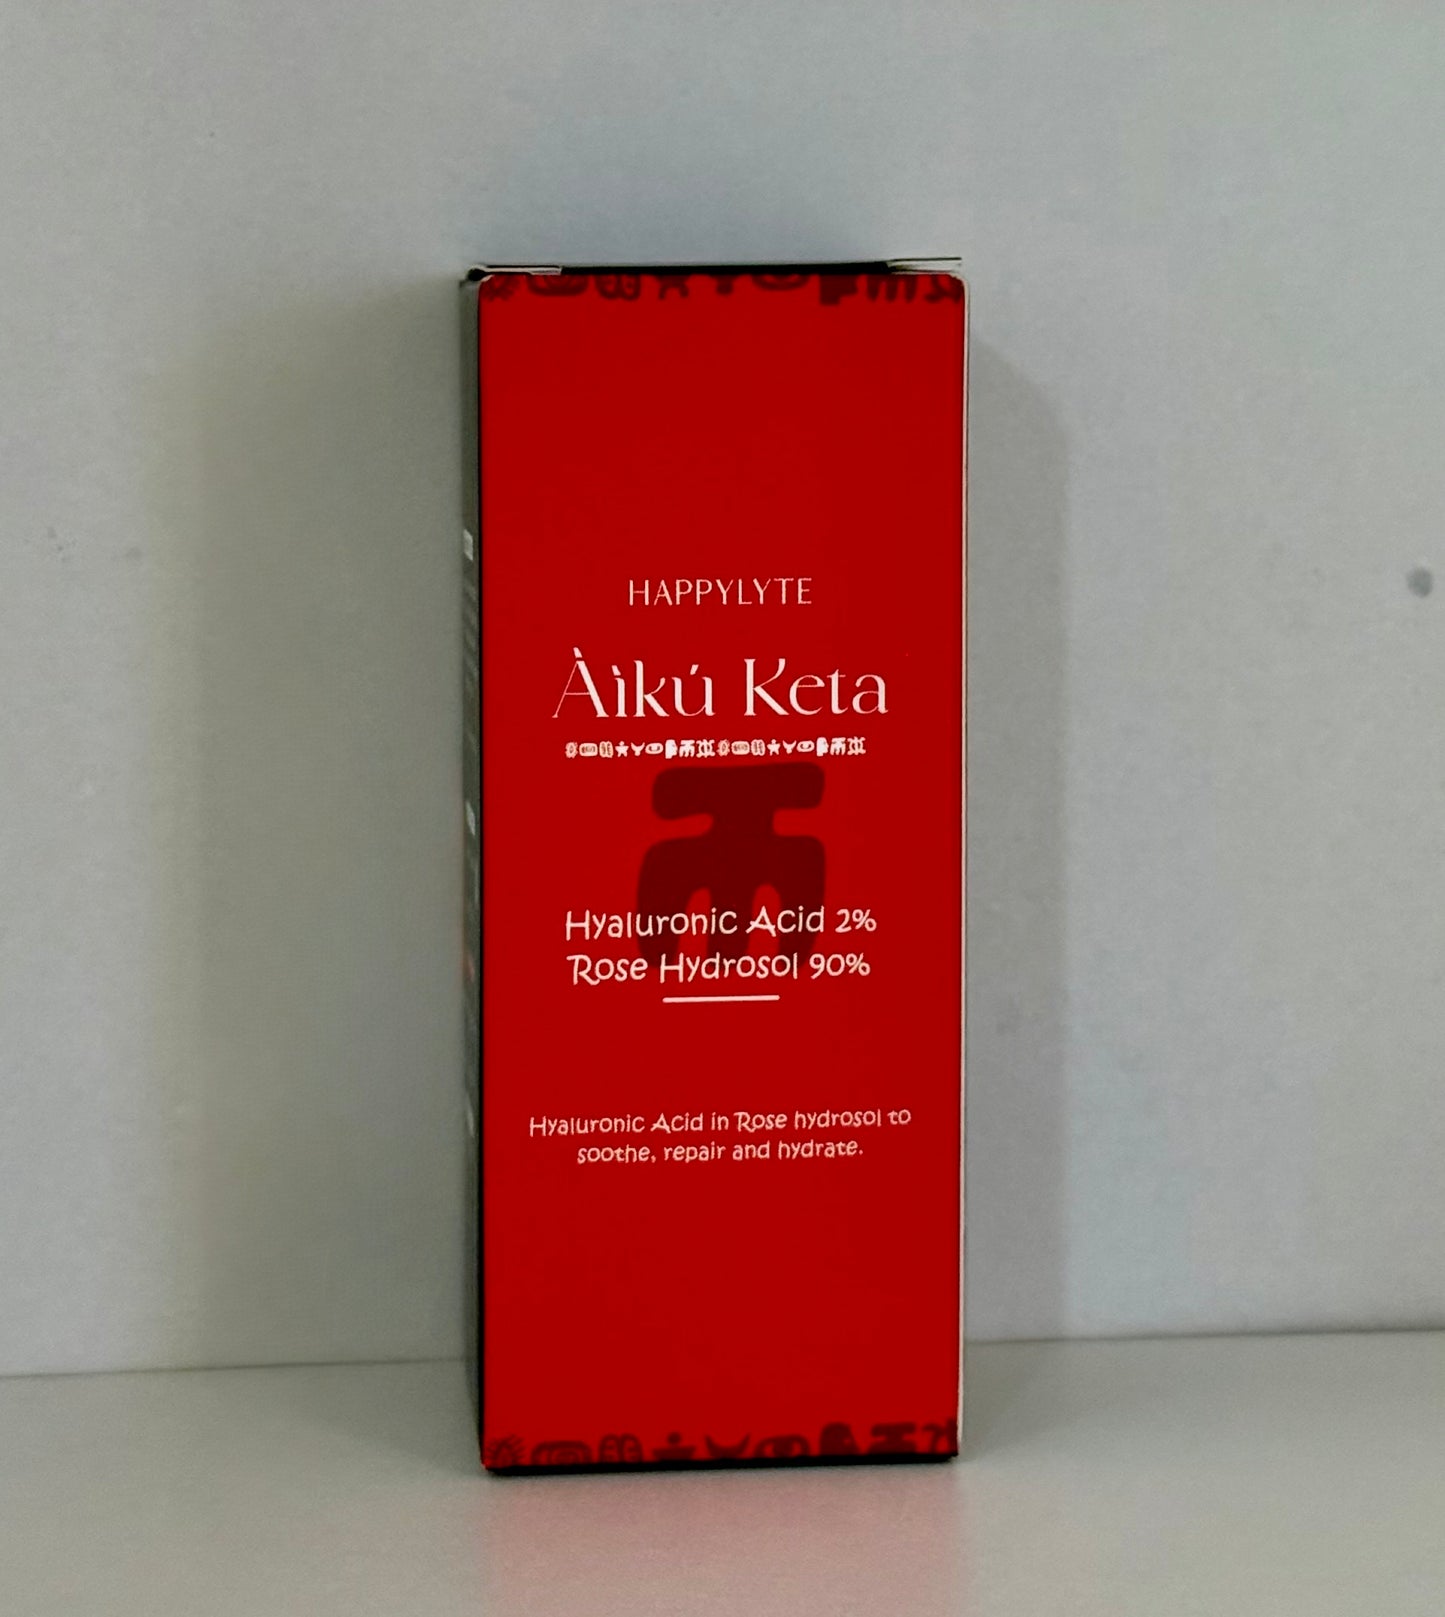 HAPPYLYTE
Àìkú Keta
Hyaluronic Acid 2%
Rose Hydrosol 90%
Hyaluronic Acid in Rose hydrosol to
soothe, repair and hydrate.